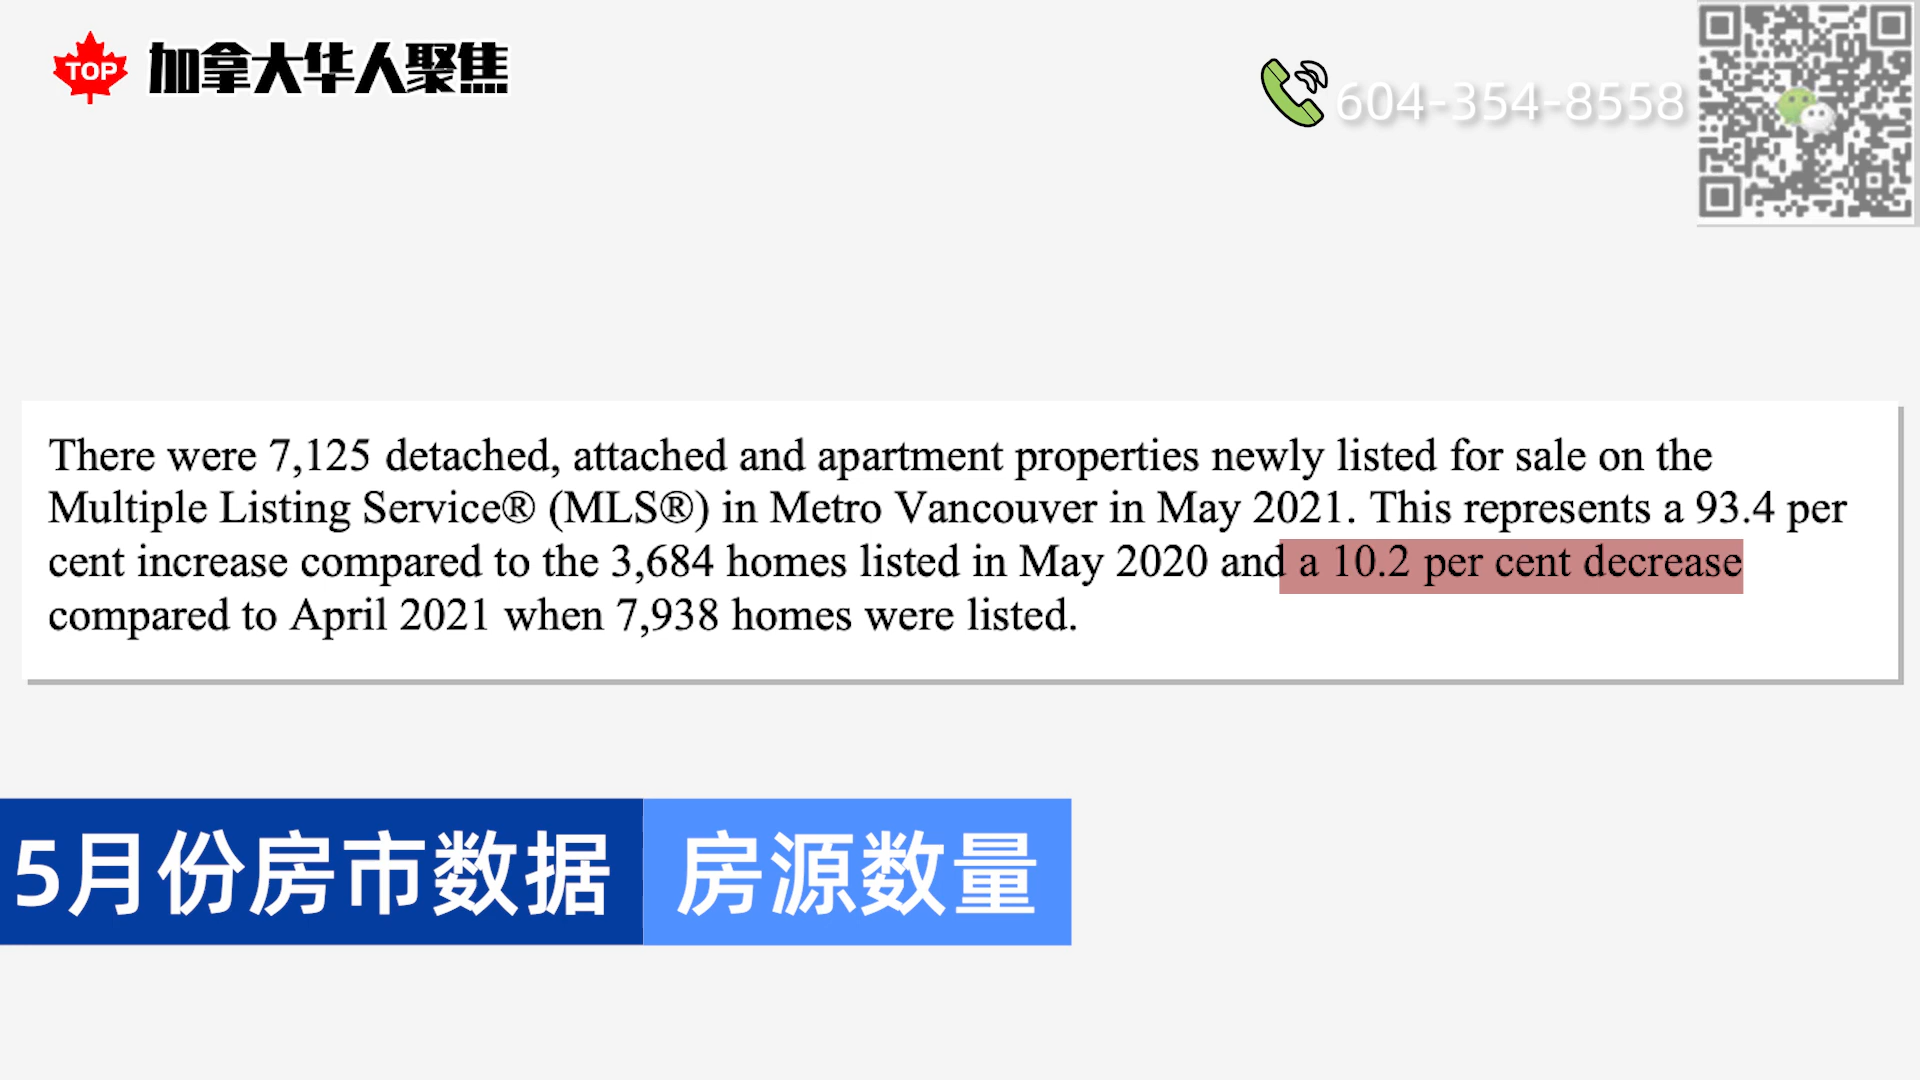 TOP 加拿大华人聚焦
604-354-8558
There were 7,125 detached, attached and apartment properties newly listed for sale on the
Multiple Listing Service® (MLS®) in Metro Vancouver in May 2021. This represents a 93.4 per
cent increase compared to the 3,684 homes listed in May 2020 and a 10.2 per cent decrease
compared to April 2021 when 7,938 homes were listed.
5月份房市数据 房源数量